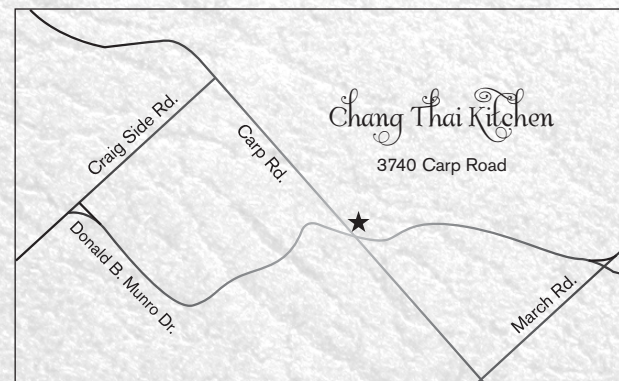 Chang Thai Kitchen
3740 Carp Road
Craig Side Rd.
Carp Rd.
Donald B. Munro Dr.
March Rd.